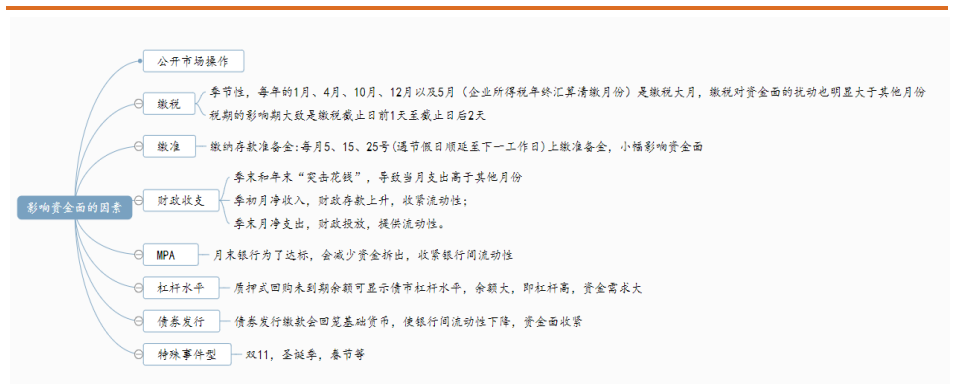 影响资金面的因素
公开市场操作
缴税
季节性，每年的1月、4月、10月、12月以及5月（企业所得税年终汇算清缴月份）是缴税大月，缴税对资金面的扰动也明显大于其他月份
税期的影响期大致是缴税截止日前1天至截止日后2天
缴准
缴纳存款准备金:每月5、15、25号(遇节假日顺延至下一工作日)上缴准备金，小幅影响资金面
财政收支
季末和年末“突击花钱”，导致当月支出高于其他月份
季初月净收入，财政存款上升，收紧流动性；
季末月净支出，财政投放，提供流动性。
MPA
月末银行为了达标，会减少资金拆出，收紧银行间流动性
杠杆水平
质押式回购未到期余额可显示债市杠杆水平，余额大，即杠杆高，资金需求大
债券发行
债券发行缴款会回笼基础货币，使银行间流动性下降，资金面收紧
特殊事件型
双11，圣诞季，春节等